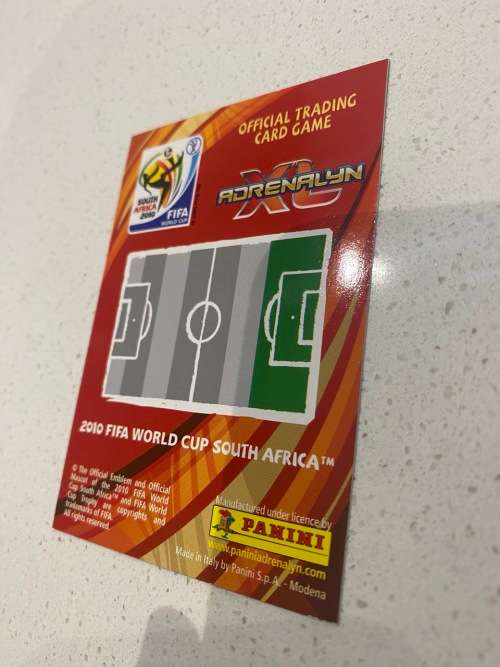 OFFICIAL TRADING
CARD GAME
SOUTH
AFRICA
2010
FIFA
WORLD CUP
ADRENALYN
XL
2010 FIFA WORLD CUP SOUTH AFRICA™
© The Official Emblem and Official
Mascot of the 2010 FIFA World
Cup South Africa™ and FIFA World
Cup Trophy are copyrights and
trademarks of FIFA.
All rights reserved.
Manufactured under licence by
PANINI
www.paniniadrenalyn.com
Made in Italy by Panini S.p.A. - Modena